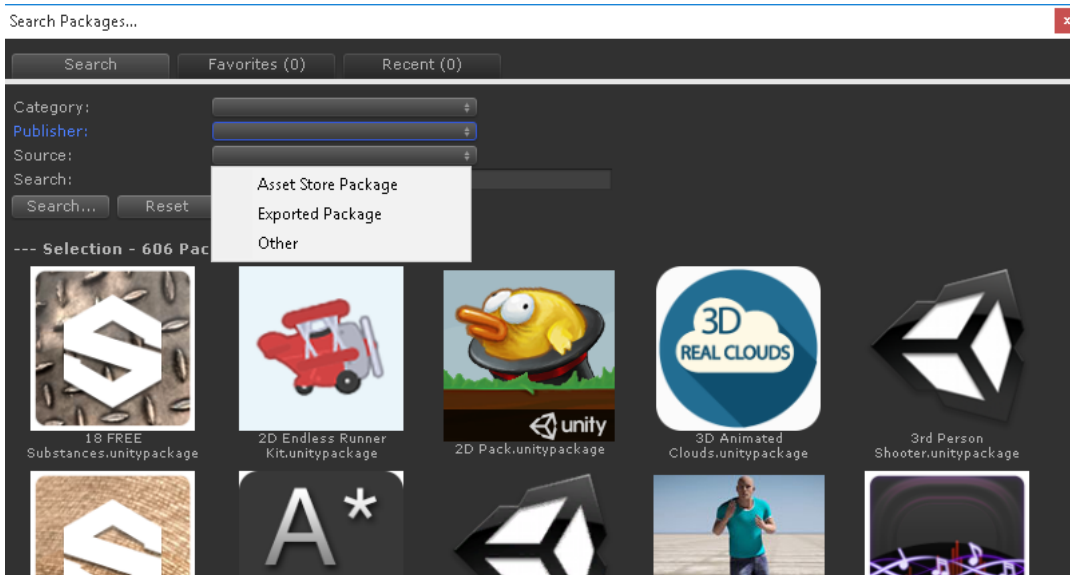 Search Packages...
x
Search
Favorites (0)
Recent (0)
Category:
Publisher:
Source:
Search:
Asset Store Package
Exported Package
Other
Search...
Reset
--- Selection - 606 Pac
3D
REAL CLOUDS
unity
18 FREE
Substances.unitypackage
2D Endless Runner
Kit.unitypackage
2D Pack.unitypackage
3D Animated
Clouds.unitypackage
3rd Person
Shooter.unitypackage
A*